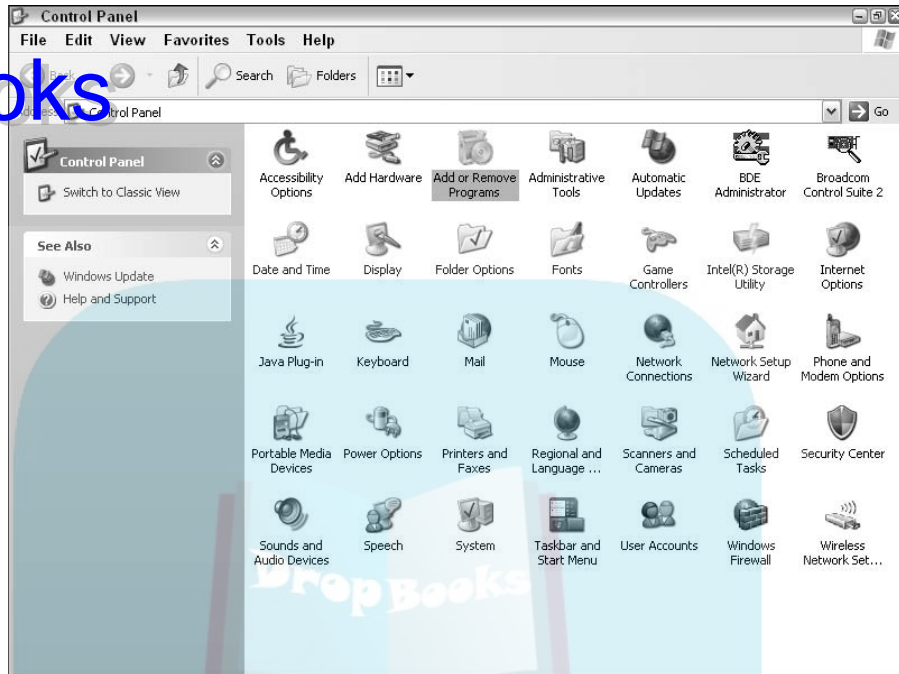 Control Panel
File Edit View Favorites Tools Help
Back Search Folders
oks
Address Control Panel Go
Control Panel
Switch to Classic View
See Also
Windows Update
Help and Support
Accessibility Options
Add Hardware
Add or Remove Programs
Administrative Tools
Automatic Updates
BDE Administrator
Broadcom Control Suite 2
Date and Time
Display
Folder Options
Fonts
Game Controllers
Intel(R) Storage Utility
Internet Options
Java Plug-in
Keyboard
Mail
Mouse
Network Connections
Network Setup Wizard
Phone and Modem Options
Portable Media Devices
Power Options
Printers and Faxes
Regional and Language ...
Scanners and Cameras
Scheduled Tasks
Security Center
Sounds and Audio Devices
Speech
System
Taskbar and Start Menu
User Accounts
Windows Firewall
Wireless Network Set...
DropBooks